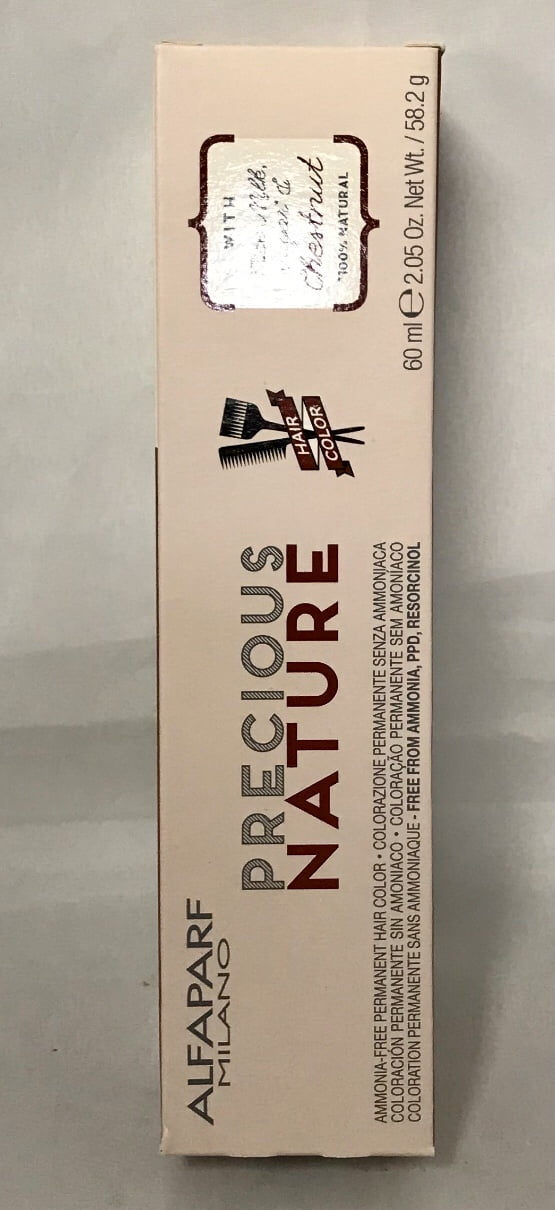 ALFAPARF
MILANO
PRECIOUS
NATURE
HAIR
COLOR
WITH
Chestnut
100% NATURAL
AMMONIA-FREE PERMANENT HAIR COLOR • COLORAZIONE PERMANENTE SENZA AMMONIACA
COLORACIÓN PERMANENTE SIN AMONIACO • COLORAÇÃO PERMANENTE SEM AMONÍACO
COLORATION PERMANENTE SANS AMMONIAQUE - FREE FROM AMMONIA, PPD, RESORCINOL
60 ml e 2.05 Oz. Net Wt. / 58.2 g